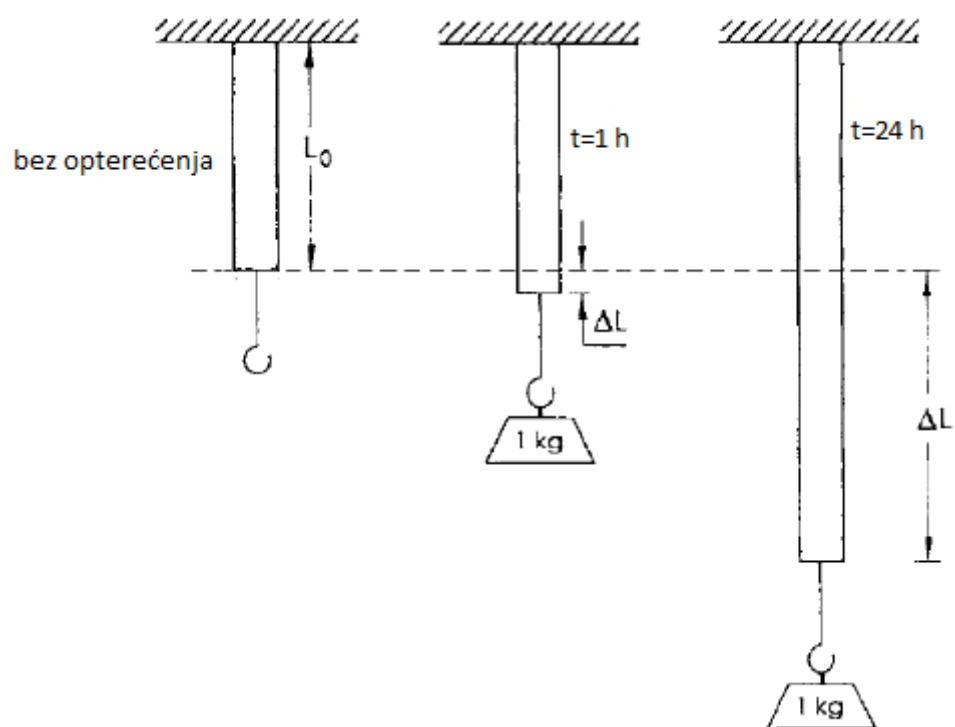 bez opterećenja
L₀
t=1 h
ΔL
1 kg
t=24 h
ΔL
1 kg